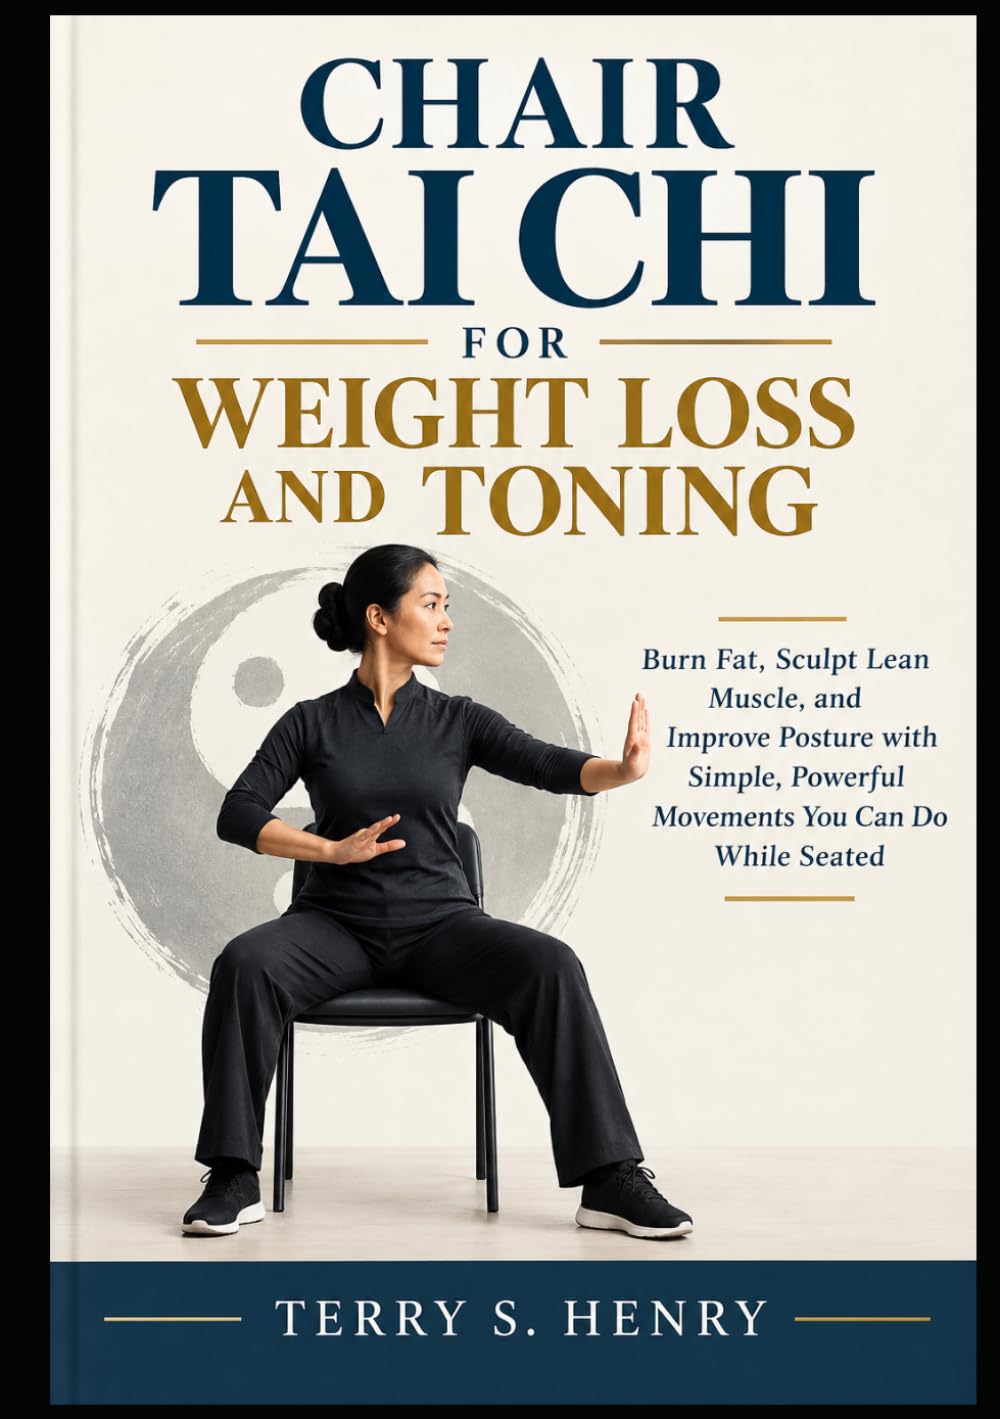 CHAIR
TAI CHI
FOR
WEIGHT LOSS
AND TONING
Burn Fat, Sculpt Lean
Muscle, and
Improve Posture with
Simple, Powerful
Movements You Can Do
While Seated
TERRY S. HENRY